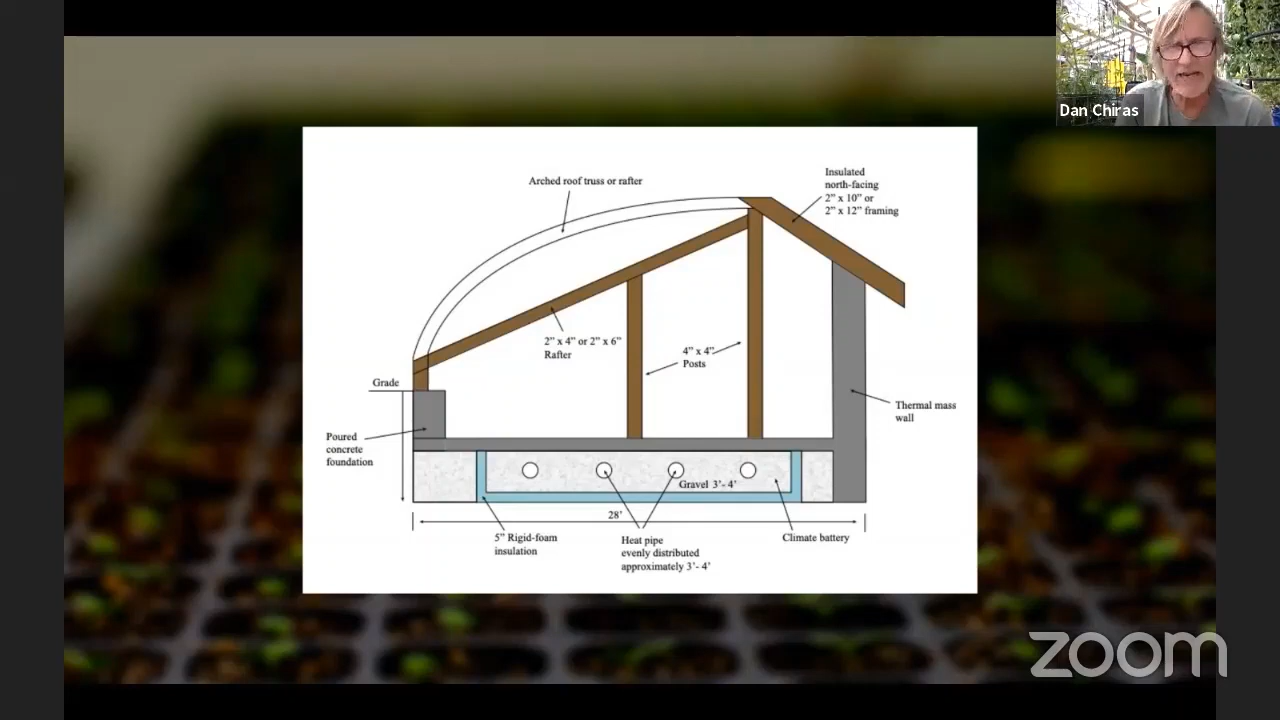 Dan Chiras
Arched roof truss or rafter
Insulated
north-facing
2” x 10” or
2” x 12” framing
2” x 4” or 2” x 6”
Rafter
4” x 4”
Posts
Grade
Thermal mass
wall
Poured
concrete
foundation
Gravel 3’- 4’
28’
5” Rigid-foam
insulation
Heat pipe
evenly distributed
approximately 3’- 4’
Climate battery
zoom